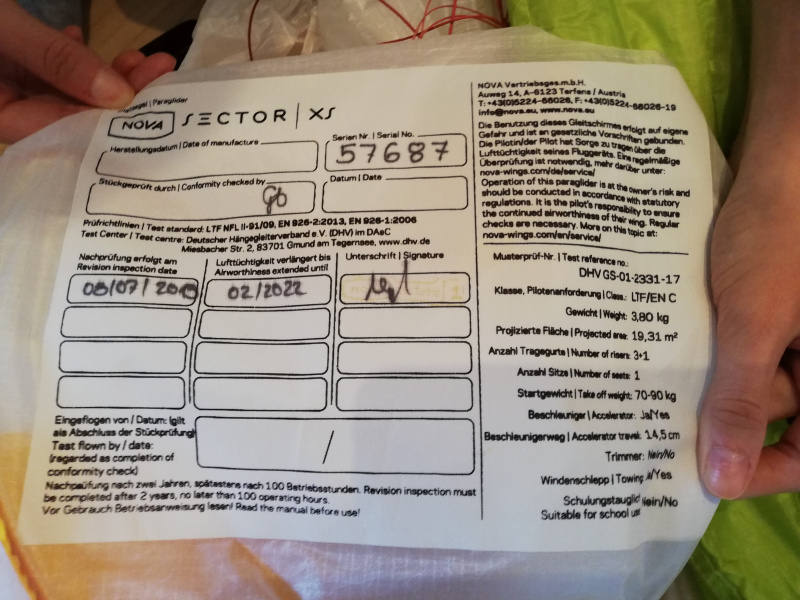 Paraglider
NOVA SECTOR | XS
Herstellungsdatum | Date of manufacture
Serien Nr. | Serial No.
57687
Stückgeprüft durch | Conformity checked by
Datum | Date
Prüfrichtlinien | Test standard: LTF NFL II-91/09, EN 926-2:2013, EN 926-1:2006
Test Center | Test centre: Deutscher Hängegleiterverband e.V. (DHV) im DAeC
Miesbacher Str. 2, 83701 Gmund am Tegernsee, www.dhv.de
Nachprüfung erfolgt am
Revision inspection date
Lufttüchtigkeit verlängert bis
Airworthiness extended until
Unterschrift | Signature
02/2022
Eingeflogen von / Datum: (gilt
als Abschluss der Stückprüfung)
Test flown by / date:
(regarded as completion of
conformity check)
/
Nachprüfung nach zwei Jahren, spätestens nach 100 Betriebsstunden. Revision inspection must
be completed after 2 years, no later than 100 operating hours.
Vor Gebrauch Betriebsanweisung lesen! Read the manual before use!
NOVA Vertriebsges.m.b.H.
Auweg 14, A-6123 Terfens / Austria
T: +43(0)5224-66026, F: +43(0)5224-66026-19
info@nova.eu www.nova.eu
Die Benutzung dieses Gleitschirmes erfolgt auf eigene
Gefahr und ist an gesetzliche Vorschriften gebunden.
Die Pilotin/der Pilot hat Sorge zu tragen über die
Lufttüchtigkeit seines Fluggeräts. Eine regelmäßige
Überprüfung ist notwendig, mehr darüber unter:
nova-wings.com/de/service/
Operation of this paraglider is at the owner's risk and
should be conducted in accordance with statutory
regulations. It is the pilot's responsibility to ensure
the continued airworthiness of their wing. Regular
checks are necessary. More on this topic at:
nova-wings.com/en/service/
Musterprüf-Nr. | Test reference no.:
DHV GS-01-2331-17
Klasse, Pilotenanforderung | Class.: LTF/EN C
Gewicht | Weight: 3,80 kg
Projizierte Fläche | Projected area: 19,31 m²
Anzahl Tragegurte | Number of risers: 3+1
Anzahl Sitze | Number of seats: 1
Startgewicht | Take off weight: 70-90 kg
Beschleuniger | Accelerator: Ja/Yes
Beschleunigerweg | Accelerator travel: 14,5 cm
Trimmer: Nein/No
Windenschlepp | Towing /Yes
Nein/No
Suitable for school